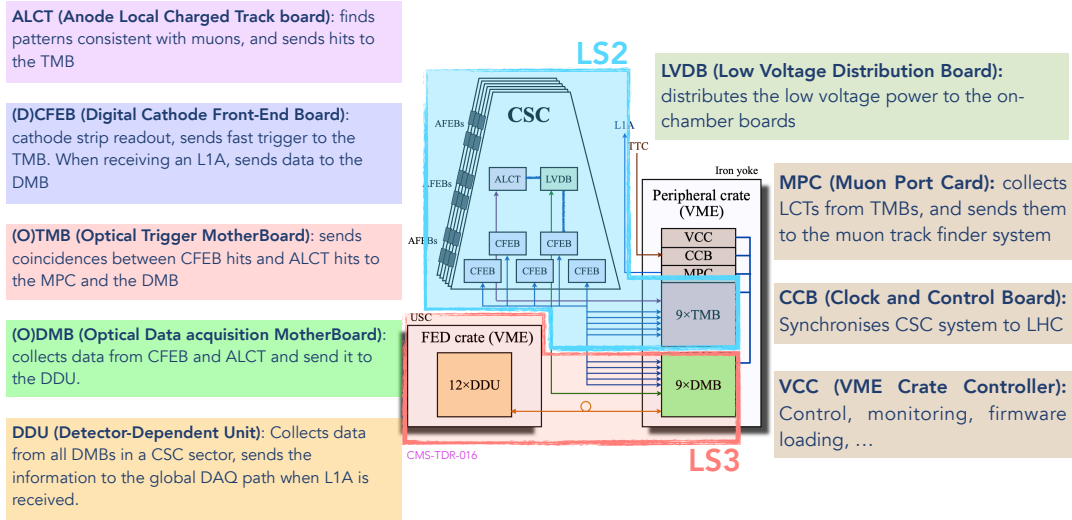 ALCT (Anode Local Charged Track board): finds
patterns consistent with muons, and sends hits to
the TMB
(D)CFEB (Digital Cathode Front-End Board):
cathode strip readout, sends fast trigger to the
TMB. When receiving an L1A, sends data to the
DMB
(O)TMB (Optical Trigger MotherBoard): sends
coincidences between CFEB hits and ALCT hits to
the MPC and the DMB
(O)DMB (Optical Data acquisition MotherBoard):
collects data from CFEB and ALCT and send it to
the DDU.
DDU (Detector-Dependent Unit): Collects data
from all DMBs in a CSC sector, sends the
information to the global DAQ path when L1A is
received.
LS2
CSC
AFEBs
AFEBs
AFEBs
ALCT
LVDB
CFEB
CFEB
CFEB
CFEB
CFEB
L1A
TTC
Iron yoke
Peripheral crate
(VME)
VCC
CCB
MPC
9×TMB
9×DMB
USC
FED crate (VME)
12×DDU
LS3
CMS-TDR-016
LVDB (Low Voltage Distribution Board):
distributes the low voltage power to the on-
chamber boards
MPC (Muon Port Card): collects
LCTs from TMBs, and sends them
to the muon track finder system
CCB (Clock and Control Board):
Synchronises CSC system to LHC
VCC (VME Crate Controller):
Control, monitoring, firmware
loading, …